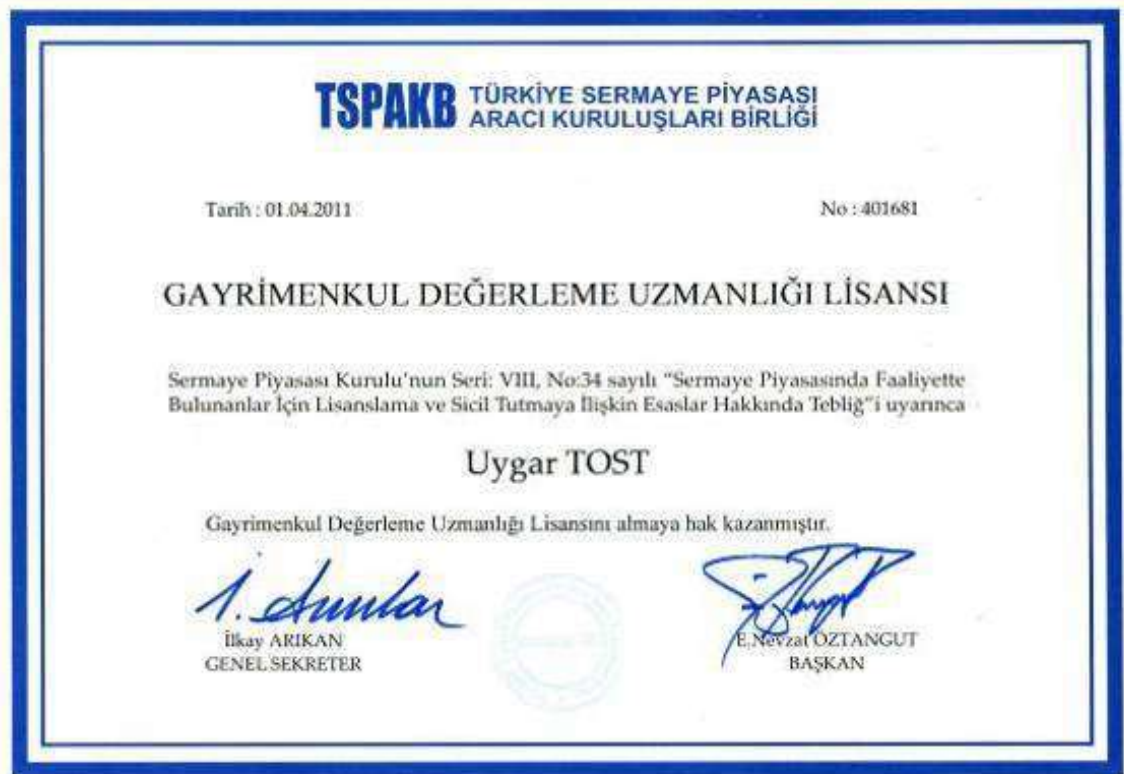 TSPAKB TÜRKİYE SERMAYE PİYASASI
ARACI KURULUŞLARI BİRLİĞİ
Tarih : 01.04.2011 No : 401681
GAYRİMENKUL DEĞERLEME UZMANLIĞI LİSANSI
Sermaye Piyasası Kurulu'nun Seri: VIII, No:34 sayılı "Sermaye Piyasasında Faaliyette
Bulunanlar İçin Lisanslama ve Sicil Tutmaya İlişkin Esaslar Hakkında Tebliğ"i uyarınca
Uygar TOST
Gayrimenkul Değerleme Uzmanlığı Lisansını almaya hak kazanmıştır.
İlkay ARIKAN
GENEL SEKRETER
E.Nevzat ÖZTANGUT
BAŞKAN